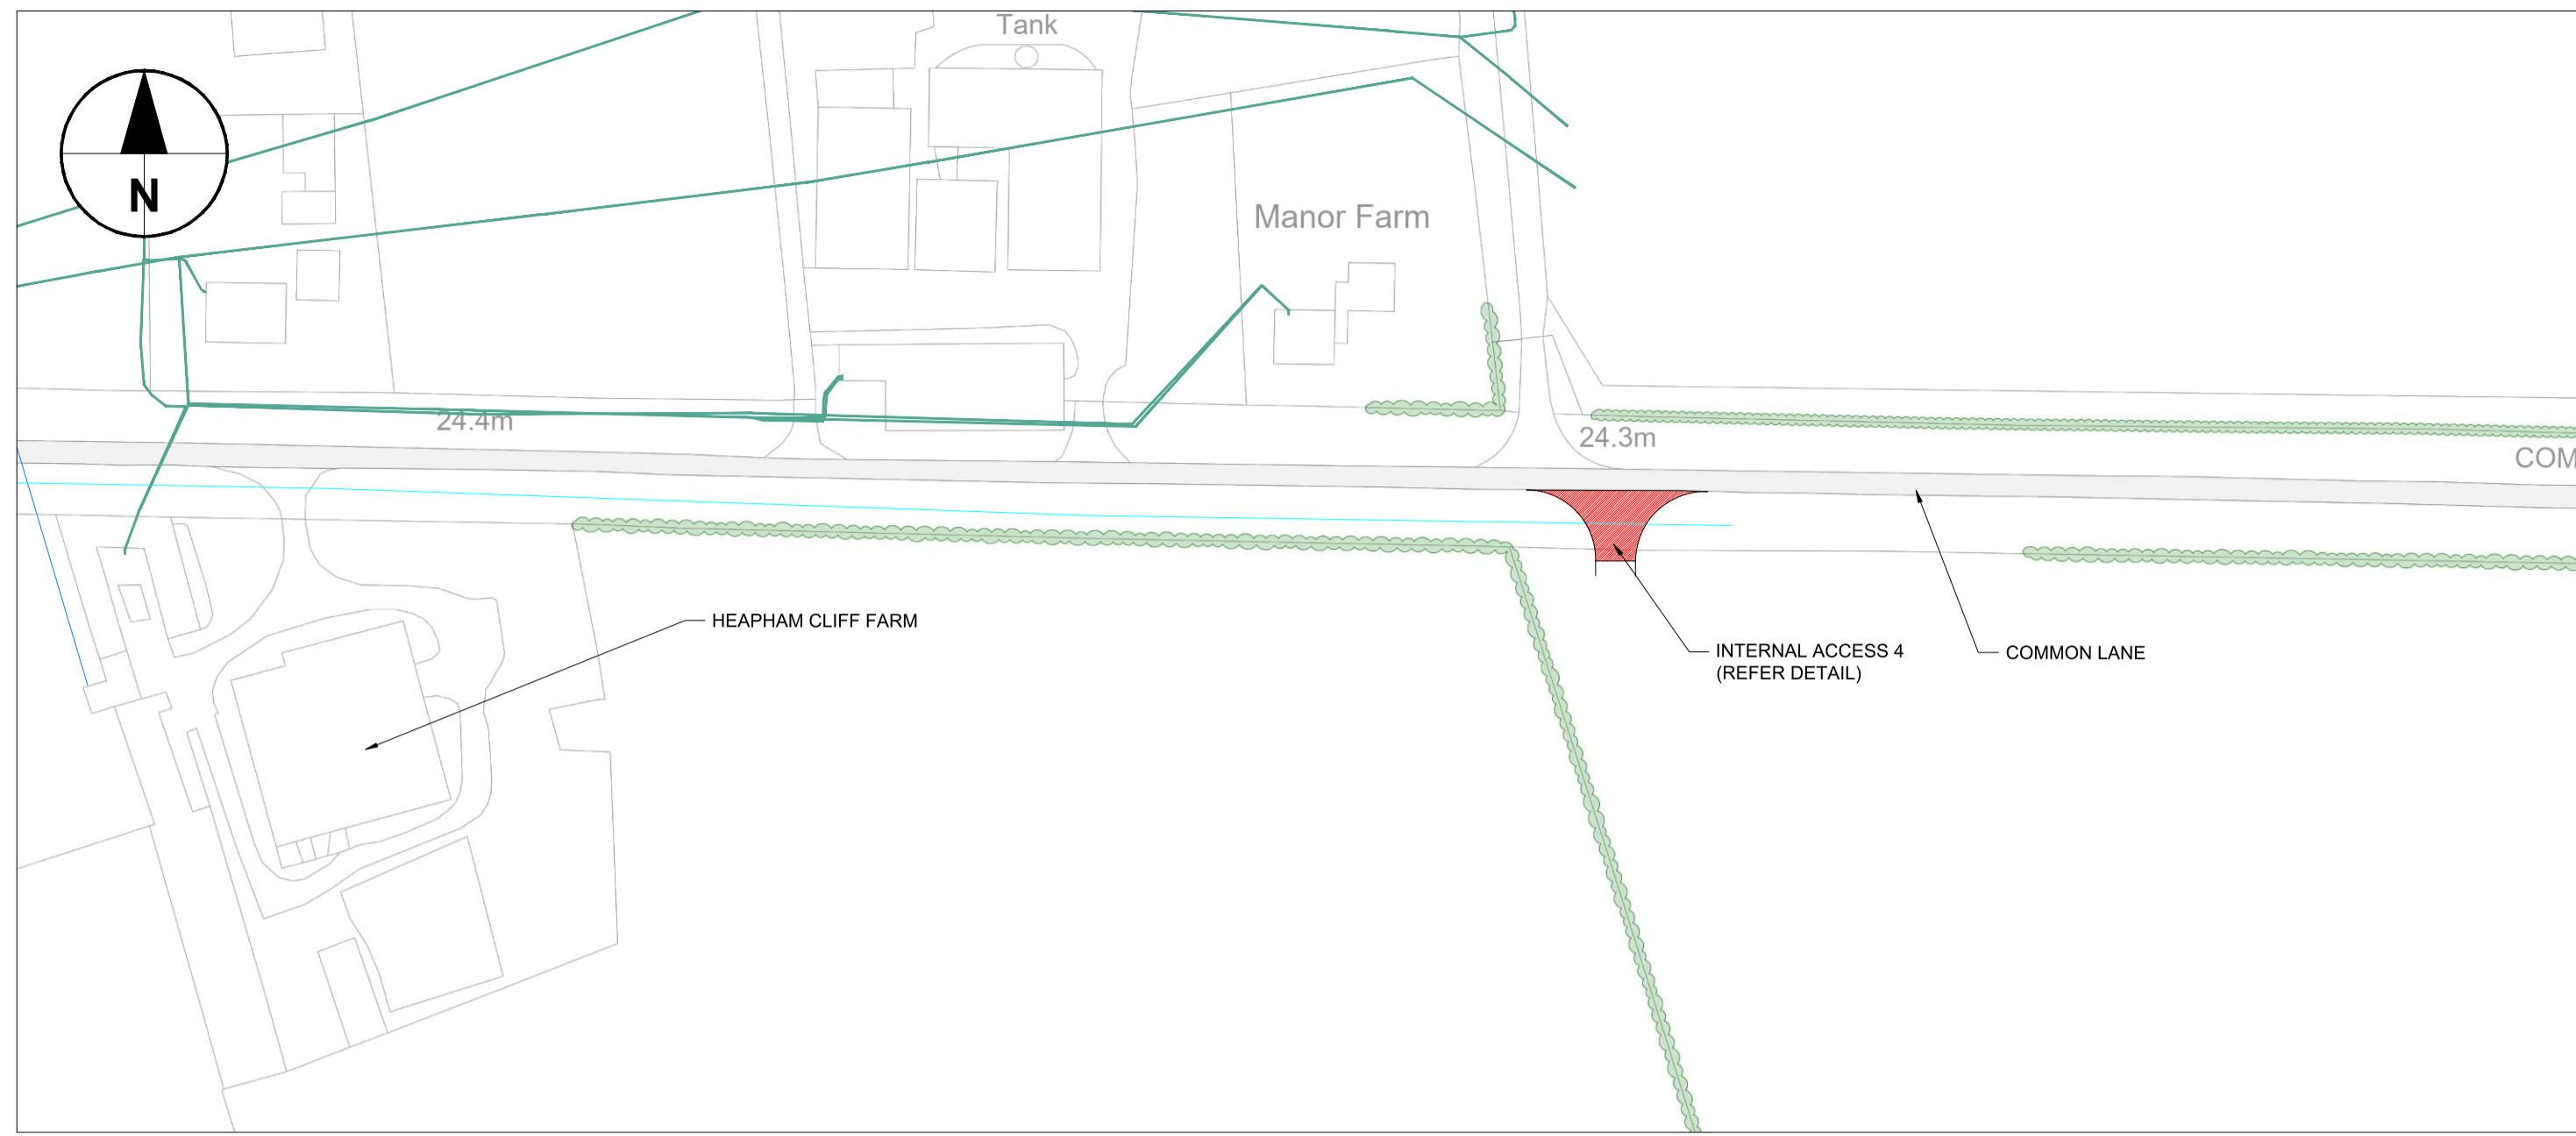 Tank
N
Manor Farm
24.4m
24.3m
COM
HEAPHAM CLIFF FARM
INTERNAL ACCESS 4
(REFER DETAIL)
COMMON LANE